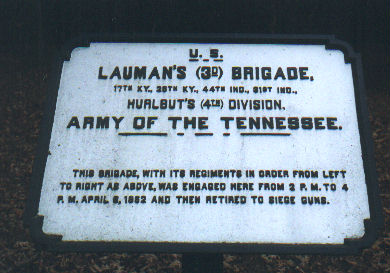 U. S.
LAUMAN'S (3D) BRIGADE,
17TH KY., 25TH KY., 44TH IND., 31ST IND.,
HURLBUT'S (4TH) DIVISION.
ARMY OF THE TENNESSEE.
THIS BRIGADE, WITH ITS REGIMENTS IN ORDER FROM LEFT
TO RIGHT AS ABOVE, WAS ENGAGED HERE FROM 2 P. M. TO 4
P. M. APRIL 6, 1862 AND THEN RETIRED TO SIEGE GUNS.